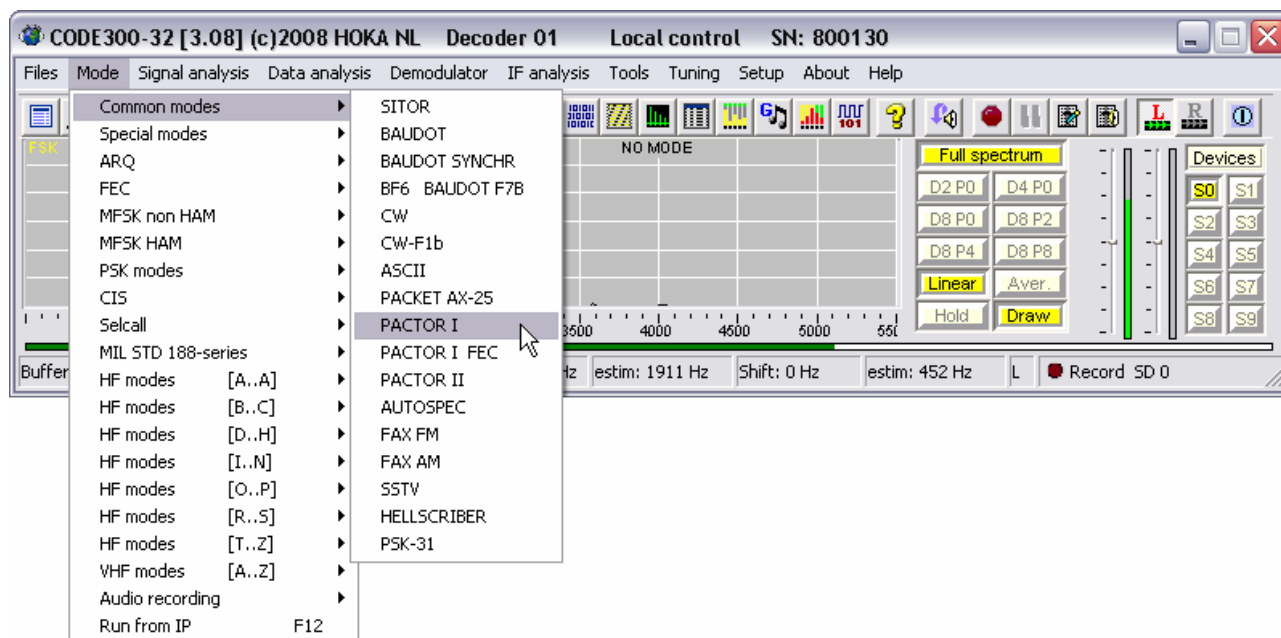 CODE300-32 [3.08] (c)2008 HOKA NL Decoder 01 Local control SN: 800130
Files Mode Signal analysis Data analysis Demodulator IF analysis Tools Tuning Setup About Help
Common modes
Special modes
ARQ
FEC
MFSK non HAM
MFSK HAM
PSK modes
CIS
Selcall
MIL STD 188-series
HF modes [A..A]
HF modes [B..C]
HF modes [D..H]
HF modes [I..N]
HF modes [O..P]
HF modes [R..S]
HF modes [T..Z]
VHF modes [A..Z]
Audio recording
Run from IP F12
SITOR
BAUDOT
BAUDOT SYNCHR
BF6 BAUDOT F7B
CW
CW-F1b
ASCII
PACKET AX-25
PACTOR I
PACTOR I FEC
PACTOR II
AUTOSPEC
FAX FM
FAX AM
SSTV
HELLSCRIBER
PSK-31
G
101
L R
FSK
NO MODE
Full spectrum
D2 P0 D4 P0
D8 P0 D8 P2
D8 P4 D8 P8
Linear Aver.
Hold Draw
Devices
S0 S1
S2 S3
S4 S5
S6 S7
S8 S9
3500 4000 4500 5000 55
Buffer Hz estim: 1911 Hz Shift: 0 Hz estim: 452 Hz L Record SD 0